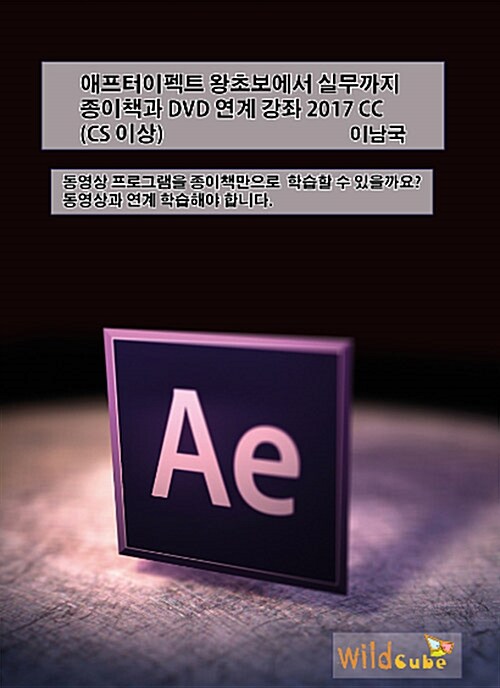 애프터이펙트 왕초보에서 실무까지
종이책과 DVD 연계 강좌 2017 CC
(CS 이상) 이남국
동영상 프로그램을 종이책만으로 학습할 수 있을까요?
동영상과 연계 학습해야 합니다.
Ae
Wildcube